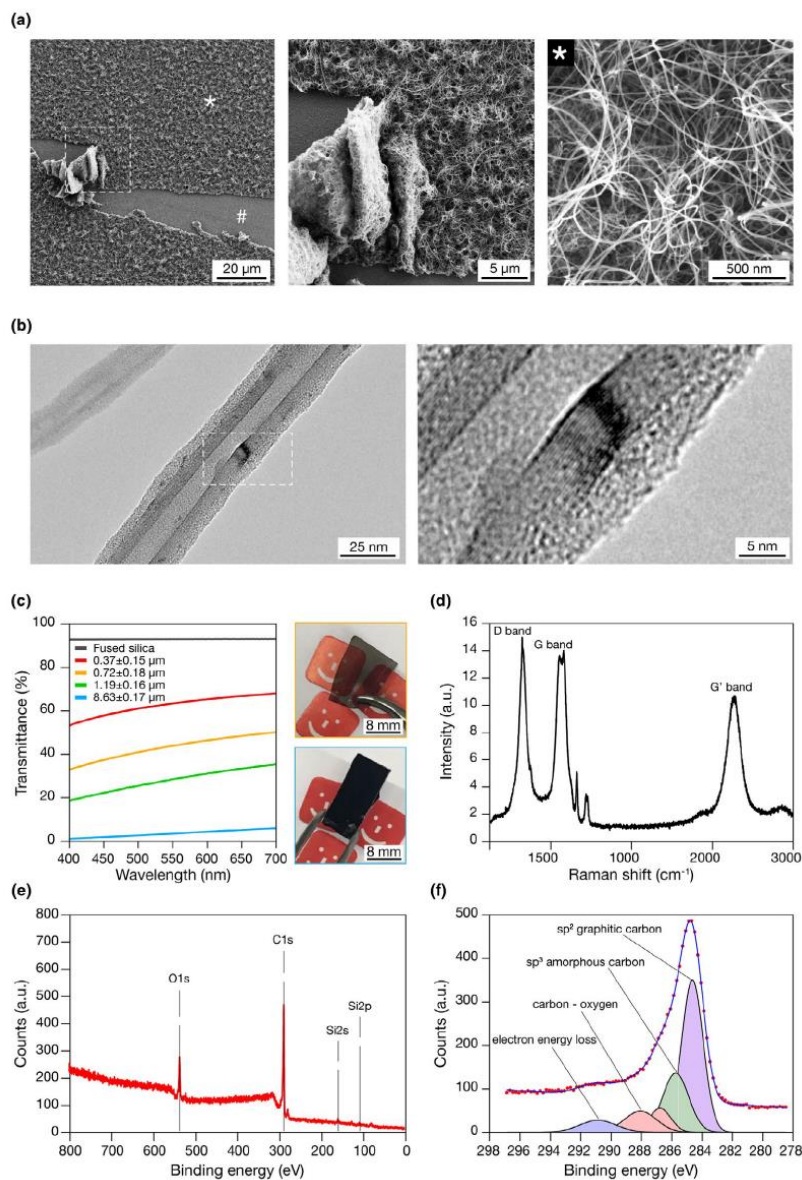 (a)
*
#
20 µm
5 µm
*
500 nm
(b)
25 nm
5 nm
(c)
100
80
60
40
20
0
Transmittance (%)
Fused silica
0.37±0.15 µm
0.72±0.18 µm
1.19±0.16 µm
8.63±0.17 µm
400 450 500 550 600 650 700
Wavelength (nm)
8 mm
8 mm
(d)
16
14
12
10
8
6
4
2
0
Intensity (a.u.)
D band
G band
G' band
1500 1000 2000 3000
Raman shift (cm⁻¹)
(e)
800
700
600
500
400
300
200
100
0
Counts (a.u.)
O1s
C1s
Si2s
Si2p
800 700 600 500 400 300 200 100 0
Binding energy (eV)
(f)
500
400
300
200
100
0
Counts (a.u.)
sp² graphitic carbon
sp³ amorphous carbon
carbon - oxygen
electron energy loss
298 296 294 292 290 288 286 284 282 280 278
Binding energy (eV)